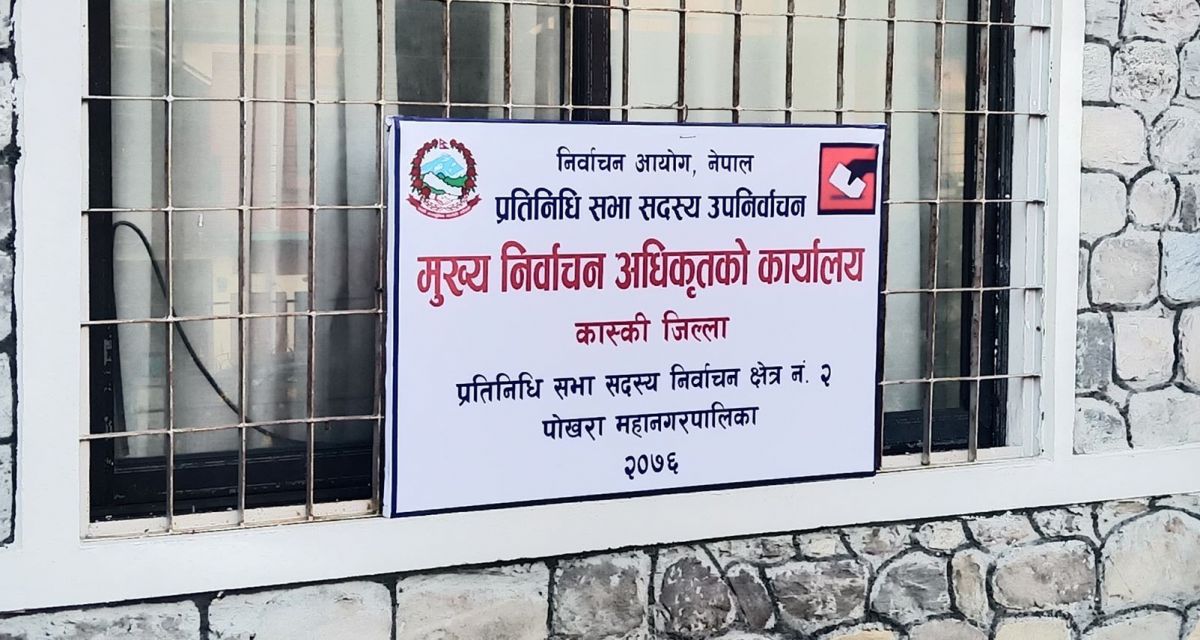 निर्वाचन आयोग, नेपाल
प्रतिनिधि सभा सदस्य उपनिर्वाचन
मुख्य निर्वाचन अधिकृतको कार्यालय
कास्की जिल्ला
प्रतिनिधि सभा सदस्य निर्वाचन क्षेत्र नं. २
पोखरा महानगरपालिका
२०७६